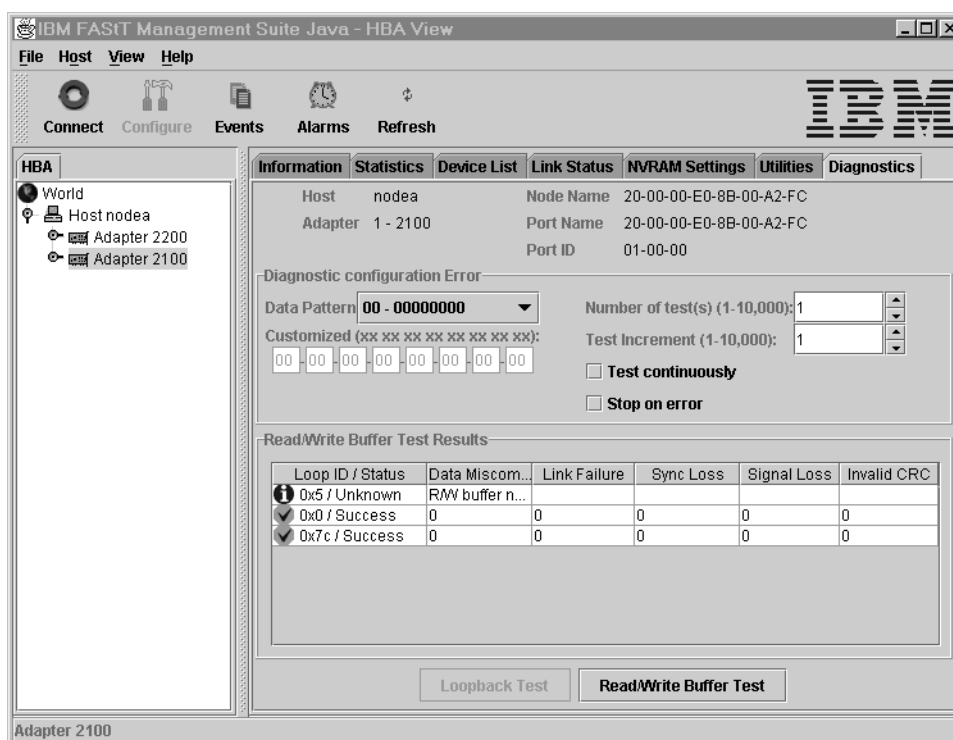 IBM FAStT Management Suite Java - HBA View
File Host View Help
Connect Configure Events Alarms Refresh
IBM
HBA
World
Host nodea
Adapter 2200
Adapter 2100
Information Statistics Device List Link Status NVRAM Settings Utilities Diagnostics
Host nodea Node Name 20-00-00-E0-8B-00-A2-FC
Adapter 1 - 2100 Port Name 20-00-00-E0-8B-00-A2-FC
Port ID 01-00-00
Diagnostic configuration Error
Data Pattern 00 - 00000000 Number of test(s) (1-10,000): 1
Customized (xx xx xx xx xx xx xx xx): Test Increment (1-10,000): 1
00 - 00 - 00 - 00 - 00 - 00 - 00 - 00
Test continuously
Stop on error
Read/Write Buffer Test Results
Loop ID / Status Data Miscom... Link Failure Sync Loss Signal Loss Invalid CRC
0x5 / Unknown R/W buffer n...
0x0 / Success 0 0 0 0 0
0x7c / Success 0 0 0 0 0
Loopback Test Read/Write Buffer Test
Adapter 2100